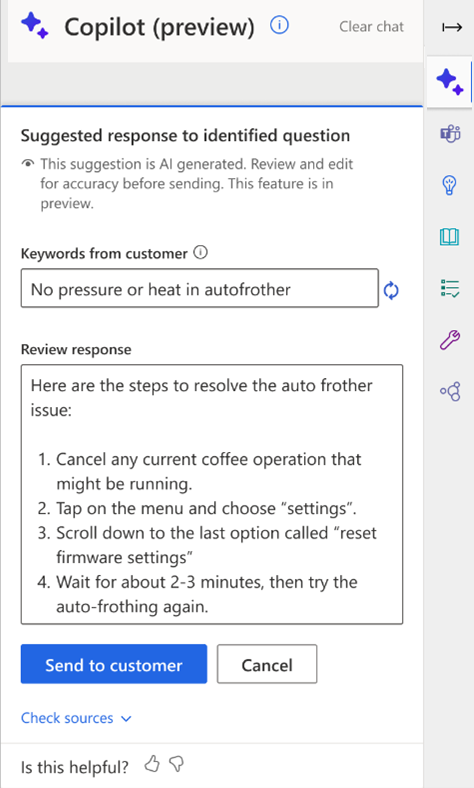 Copilot (preview)
Clear chat
Suggested response to identified question
This suggestion is AI generated. Review and edit
for accuracy before sending. This feature is in
preview.
Keywords from customer
No pressure or heat in autofrother
Review response
Here are the steps to resolve the auto frother
issue:
1. Cancel any current coffee operation that
might be running.
2. Tap on the menu and choose “settings”.
3. Scroll down to the last option called “reset
firmware settings”
4. Wait for about 2-3 minutes, then try the
auto-frothing again.
Send to customer
Cancel
Check sources
Is this helpful?